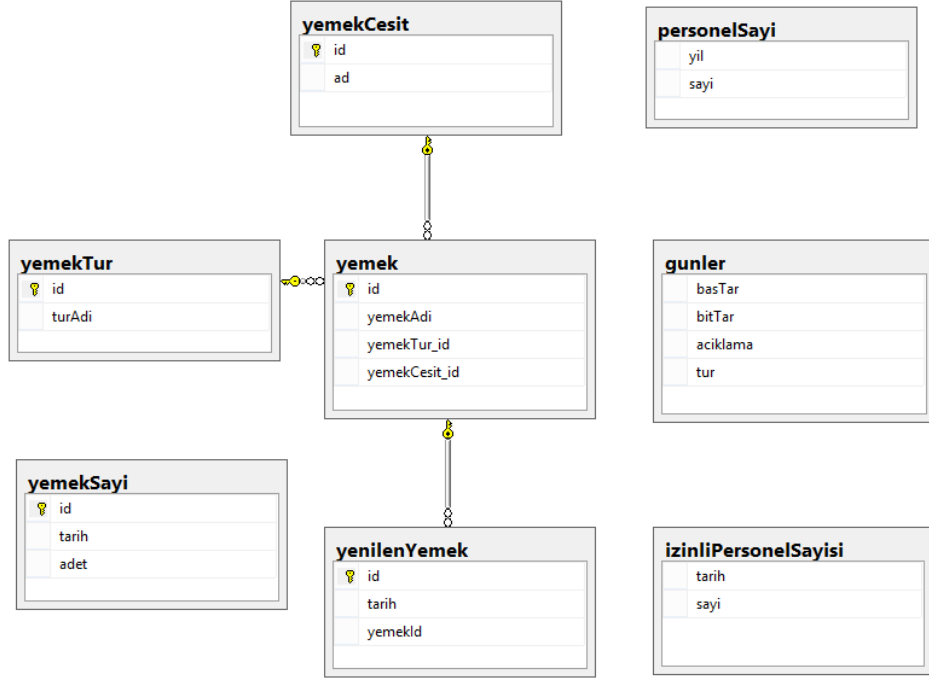 yemekCesit
id
ad
personelSayi
yil
sayi
yemekTur
id
turAdi
yemek
id
yemekAdi
yemekTur_id
yemekCesit_id
gunler
basTar
bitTar
aciklama
tur
yemekSayi
id
tarih
adet
yenilenYemek
id
tarih
yemekId
izinliPersonelSayisi
tarih
sayi